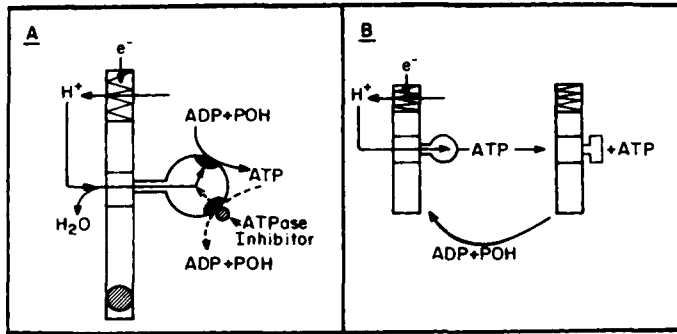 A
e⁻
H⁺
ADP+POH
ATP
H₂O
ATPase
Inhibitor
ADP+POH
B
e⁻
H⁺
ATP
+ATP
ADP+POH